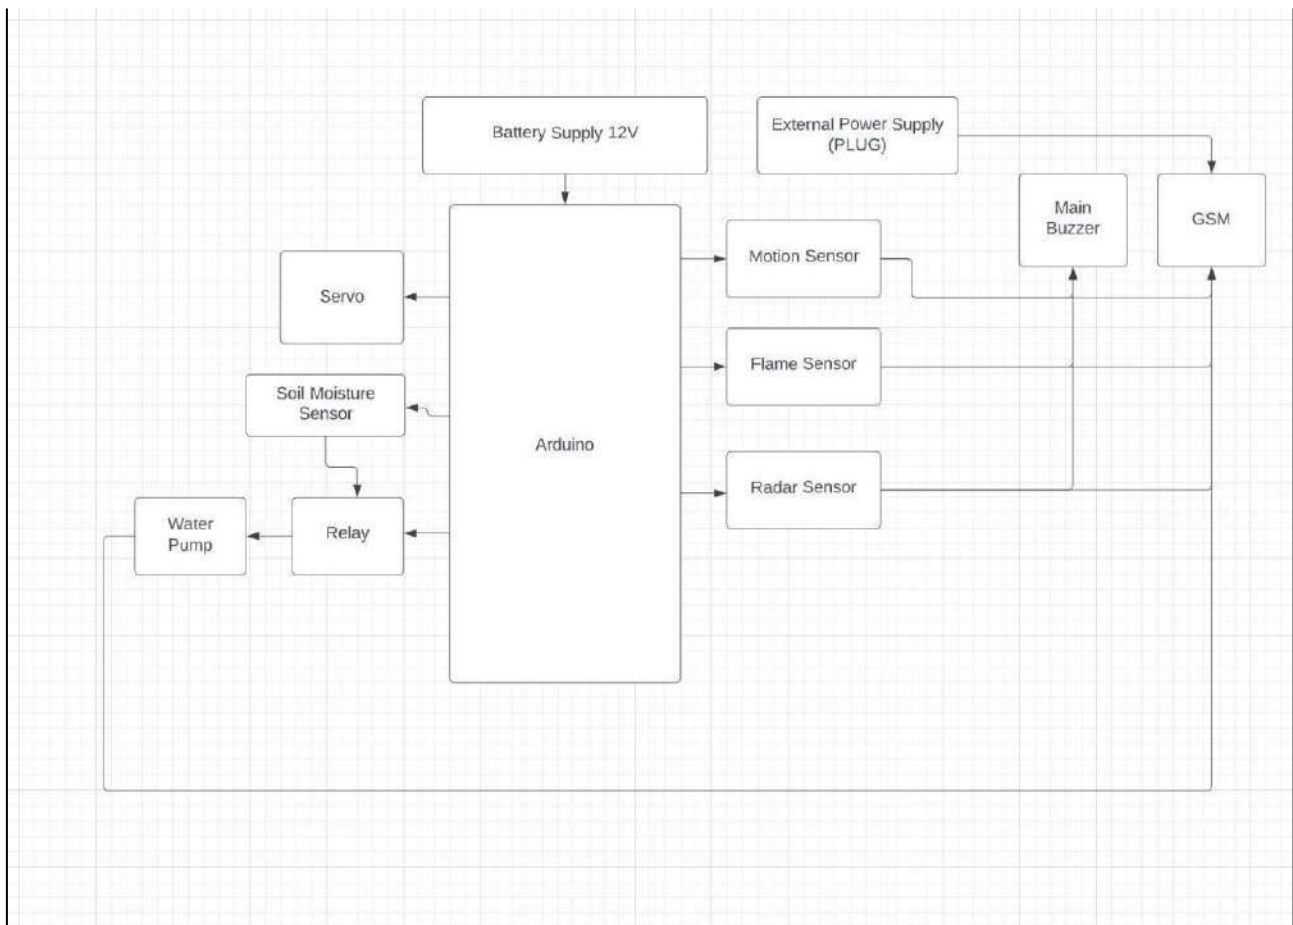 Battery Supply 12V
External Power Supply
(PLUG)
Main
Buzzer
GSM
Motion Sensor
Servo
Flame Sensor
Soil Moisture
Sensor
Arduino
Radar Sensor
Water
Pump
Relay